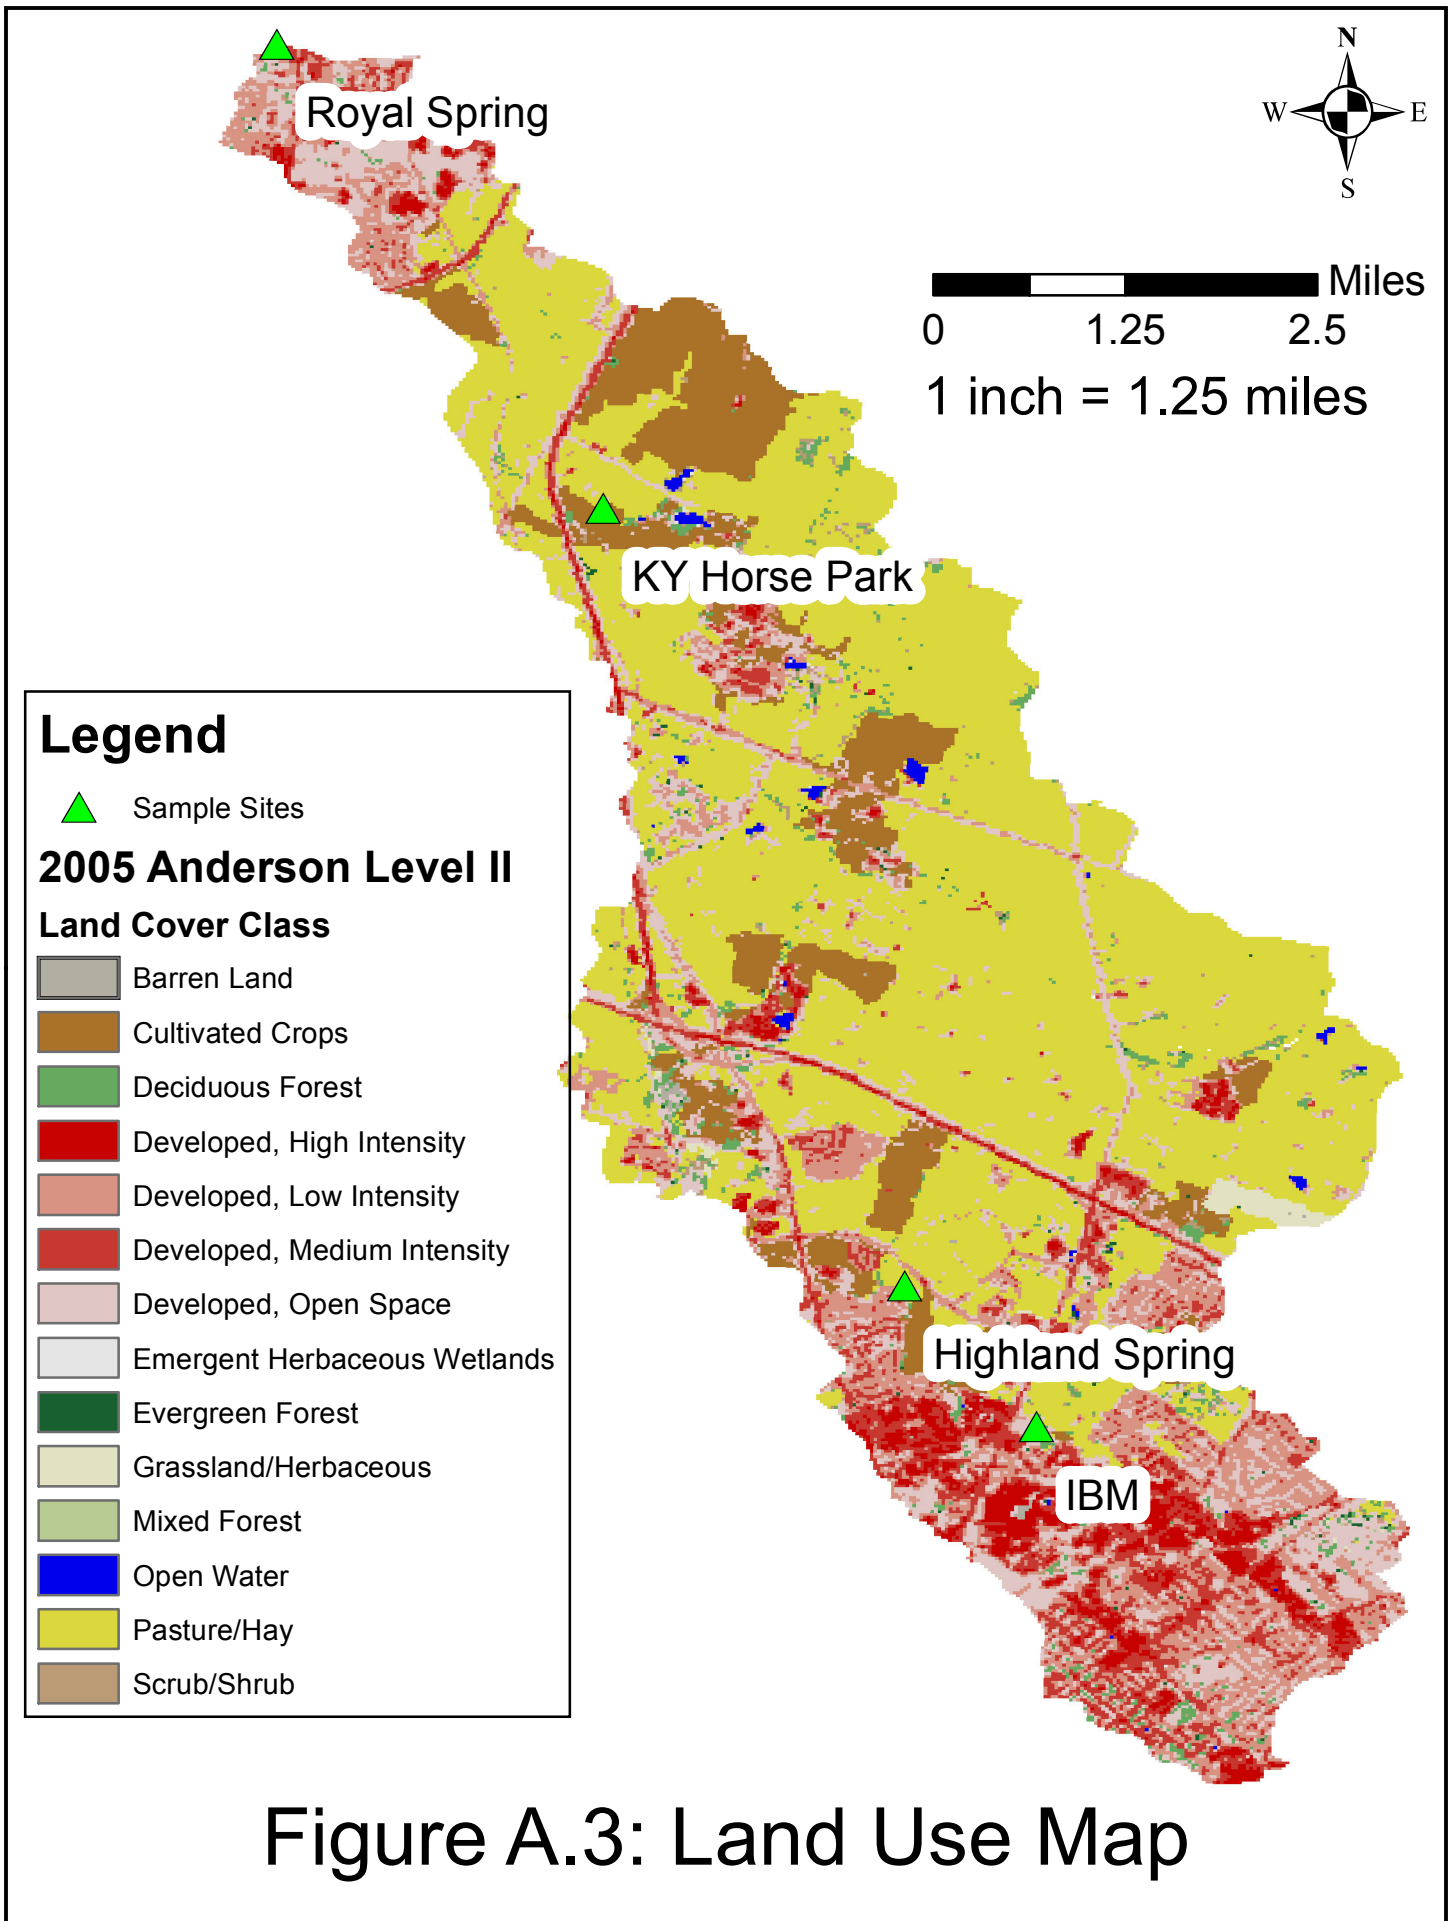 N
W E
S
Royal Spring
Miles
0 1.25 2.5
1 inch = 1.25 miles
KY Horse Park
Legend
Sample Sites
2005 Anderson Level II
Land Cover Class
Barren Land
Cultivated Crops
Deciduous Forest
Developed, High Intensity
Developed, Low Intensity
Developed, Medium Intensity
Developed, Open Space
Emergent Herbaceous Wetlands
Evergreen Forest
Grassland/Herbaceous
Mixed Forest
Open Water
Pasture/Hay
Scrub/Shrub
Highland Spring
IBM
Figure A.3: Land Use Map